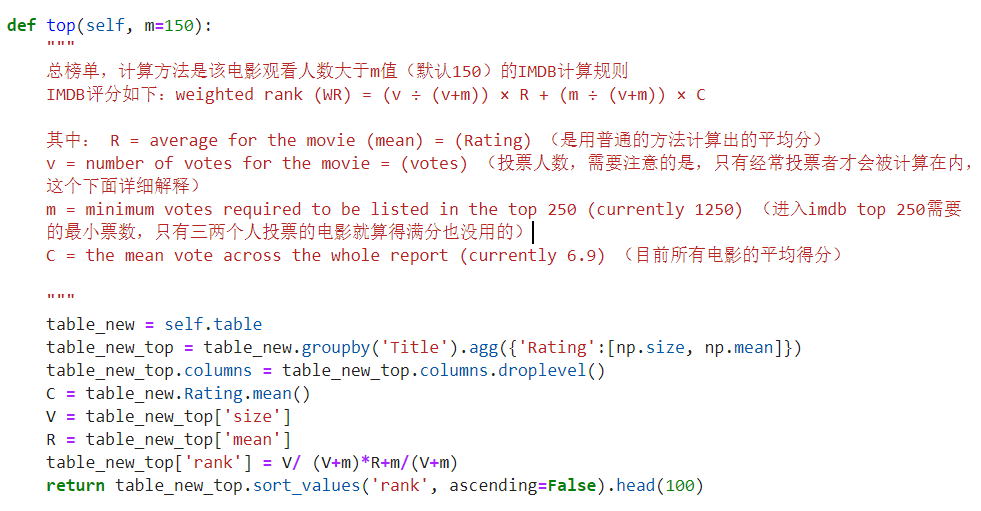 def top(self, m=150):
"""
总榜单，计算方法是该电影观看人数大于m值（默认150）的IMDB计算规则
IMDB评分如下：weighted rank (WR) = (v ÷ (v+m)) × R + (m ÷ (v+m)) × C
其中： R = average for the movie (mean) = (Rating) （是用普通的方法计算出的平均分）
v = number of votes for the movie = (votes) （投票人数，需要注意的是，只有经常投票者才会被计算在内，
这个下面详细解释）
m = minimum votes required to be listed in the top 250 (currently 1250) （进入imdb top 250需要
的最小票数，只有三两个人投票的电影就算得满分也没用的）
C = the mean vote across the whole report (currently 6.9) （目前所有电影的平均得分）
"""
table_new = self.table
table_new_top = table_new.groupby('Title').agg({'Rating':[np.size, np.mean]})
table_new_top.columns = table_new_top.columns.droplevel()
C = table_new.Rating.mean()
V = table_new_top['size']
R = table_new_top['mean']
table_new_top['rank'] = V/ (V+m)*R+m/(V+m)
return table_new_top.sort_values('rank', ascending=False).head(100)